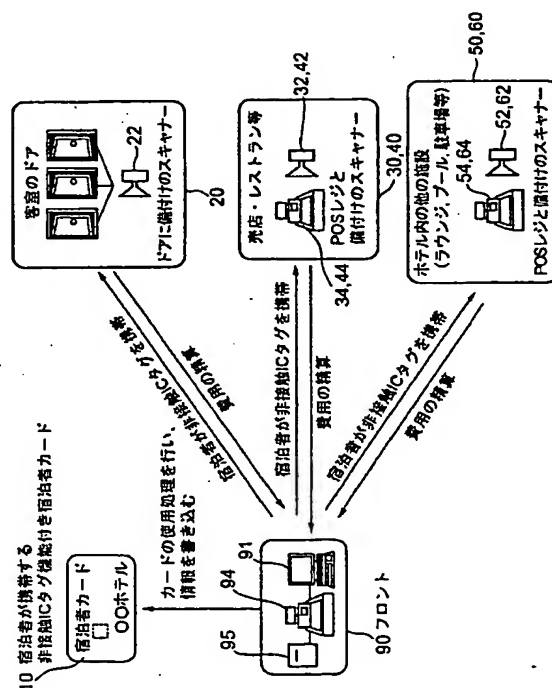 10 宿泊者が携帯する
非接触ICタグ機能付き宿泊者カード
宿泊者カード
〇〇ホテル
カードの使用処理を行い、
情報を書き込む
95
94
91
90 フロント
宿泊者が非接触ICタグを携帯
費用の精算
宿泊者が非接触ICタグを携帯
費用の精算
宿泊者が非接触ICタグを携帯
費用の精算
客室のドア
22
ドアに備付けのスキャナー
20
売店・レストラン等
32,42
POSレジと
備付けのスキャナー
34,44
30,40
50,60
ホテル内の他の施設
(ラウンジ、プール、駐車場等)
54,64
52,62
POSレジと備付けのスキャナー